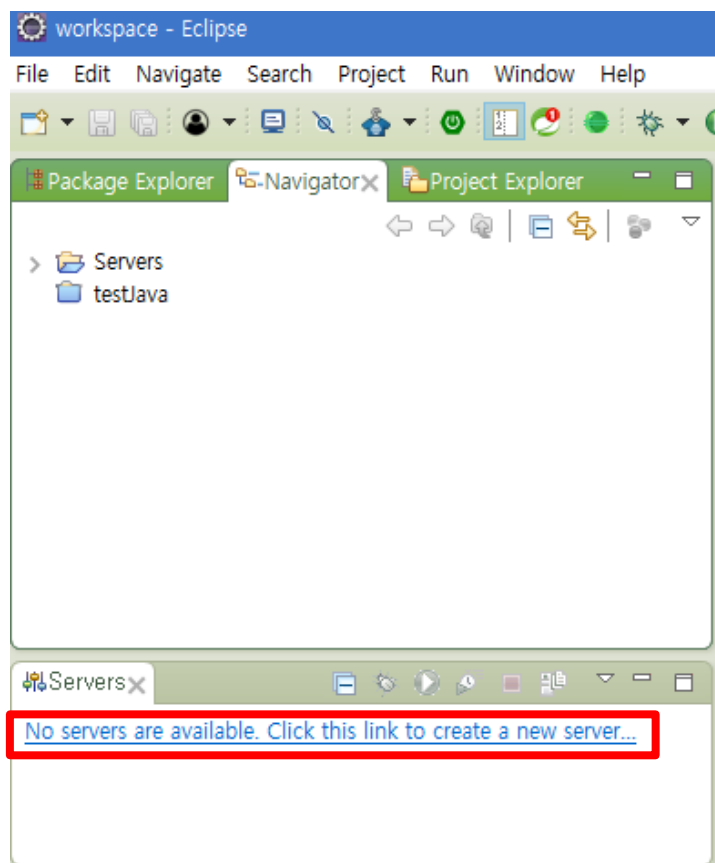 workspace - Eclipse
File Edit Navigate Search Project Run Window Help
Package Explorer Navigator Project Explorer
Servers
testJava
Servers
No servers are available. Click this link to create a new server...